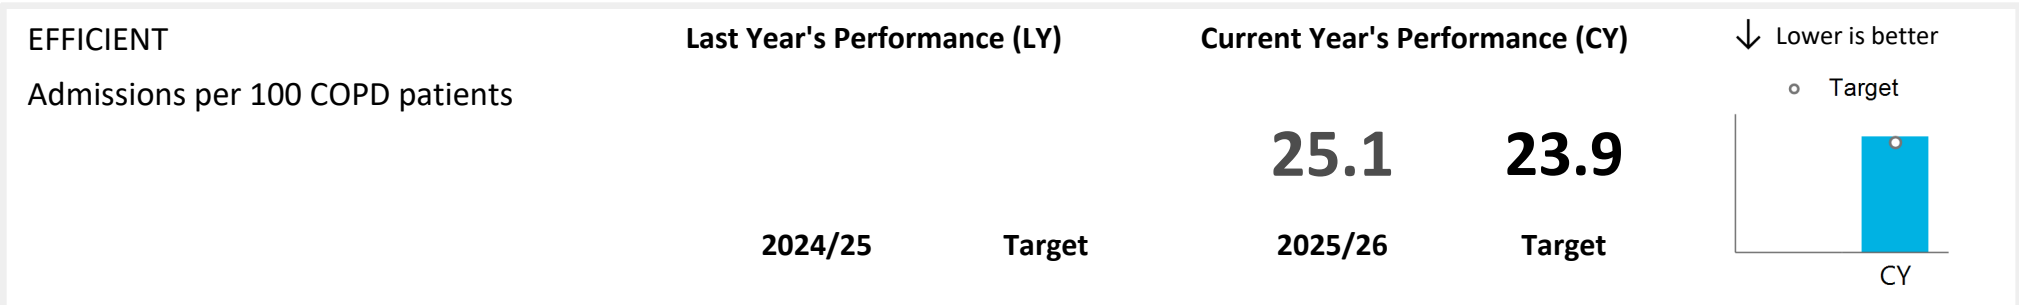 EFFICIENT
Last Year's Performance (LY)
Current Year's Performance (CY)
↓ Lower is better
Admissions per 100 COPD patients
Target
25.1
23.9
2024/25
Target
2025/26
Target
CY